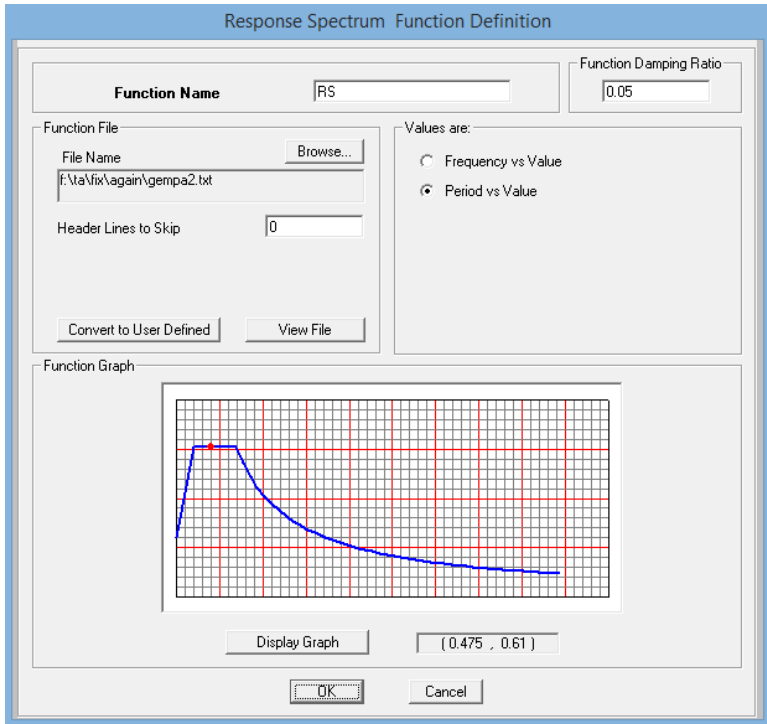 Response Spectrum  Function Definition
Function Name
RS
Function Damping Ratio
0.05
Function File
File Name
Browse...
f:\ta\fix\again\gempa2.txt
Header Lines to Skip
0
Convert to User Defined
View File
Values are:
Frequency vs Value
Period vs Value
Function Graph
Display Graph
( 0.475 , 0.61 )
OK
Cancel